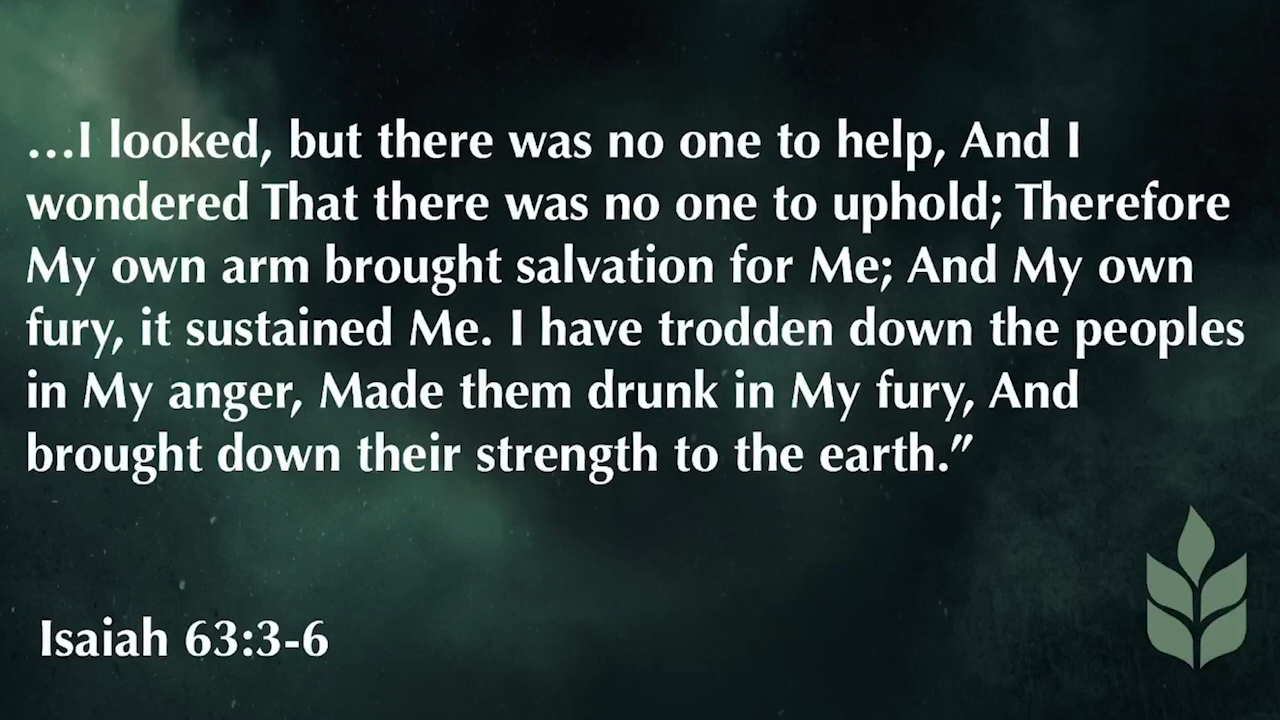 …I looked, but there was no one to help, And I
wondered That there was no one to uphold; Therefore
My own arm brought salvation for Me; And My own
fury, it sustained Me. I have trodden down the peoples
in My anger, Made them drunk in My fury, And
brought down their strength to the earth.”
Isaiah 63:3-6